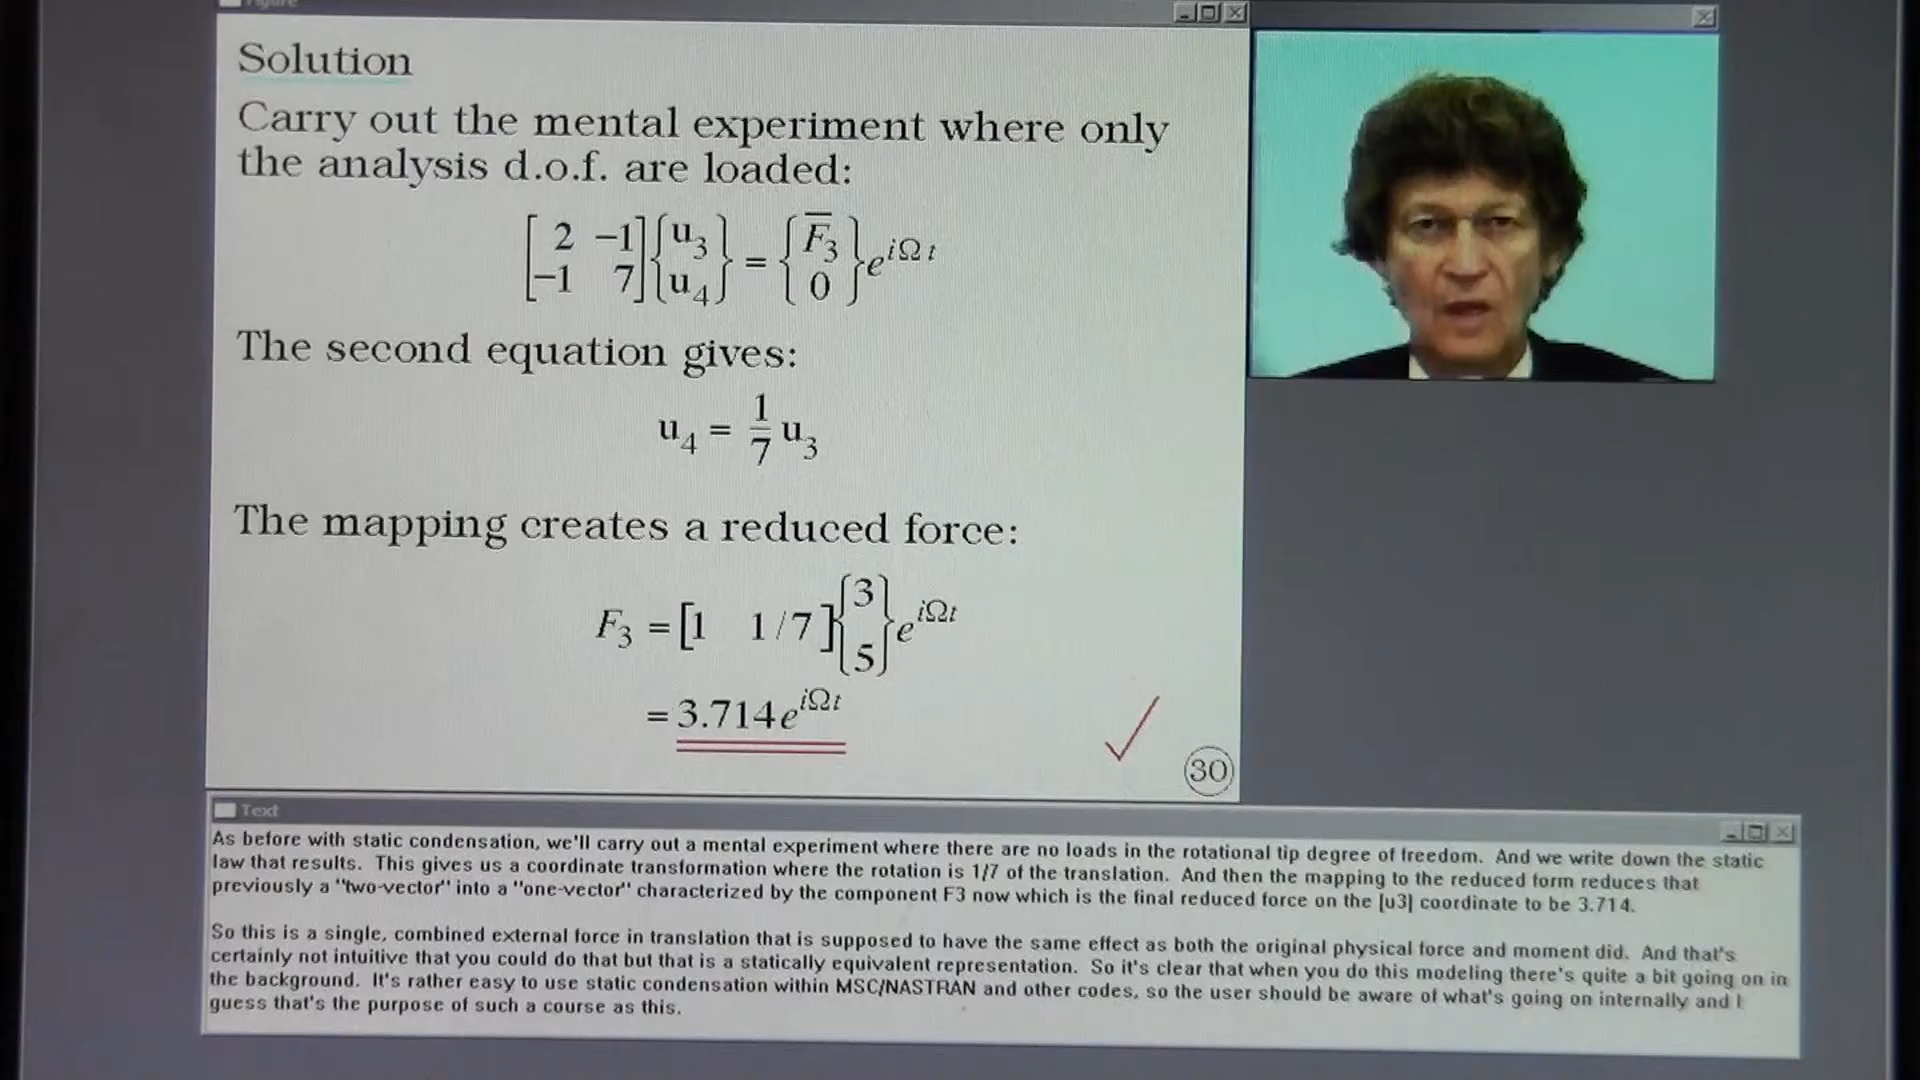 Figure
Solution
Carry out the mental experiment where only
the analysis d.o.f. are loaded:
[2 −1; −1 7]{u₃; u₄} = {F̅₃; 0}e^{iΩt}
The second equation gives:
u₄ = 1/7 u₃
The mapping creates a reduced force:
F₃ = [1 1/7]{3; 5}e^{iΩt}
= 3.714e^{iΩt}
30
Text
As before with static condensation, we'll carry out a mental experiment where there are no loads in the rotational tip degree of freedom. And we write down the static
law that results. This gives us a coordinate transformation where the rotation is 1/7 of the translation. And then the mapping to the reduced form reduces that
previously a "two-vector" into a "one-vector" characterized by the component F3 now which is the final reduced force on the [u3] coordinate to be 3.714.
So this is a single, combined external force in translation that is supposed to have the same effect as both the original physical force and moment did. And that's
certainly not intuitive that you could do that but that is a statically equivalent representation. So it's clear that when you do this modeling there's quite a bit going on in
the background. It's rather easy to use static condensation within MSC/NASTRAN and other codes, so the user should be aware of what's going on internally and I
guess that's the purpose of such a course as this.